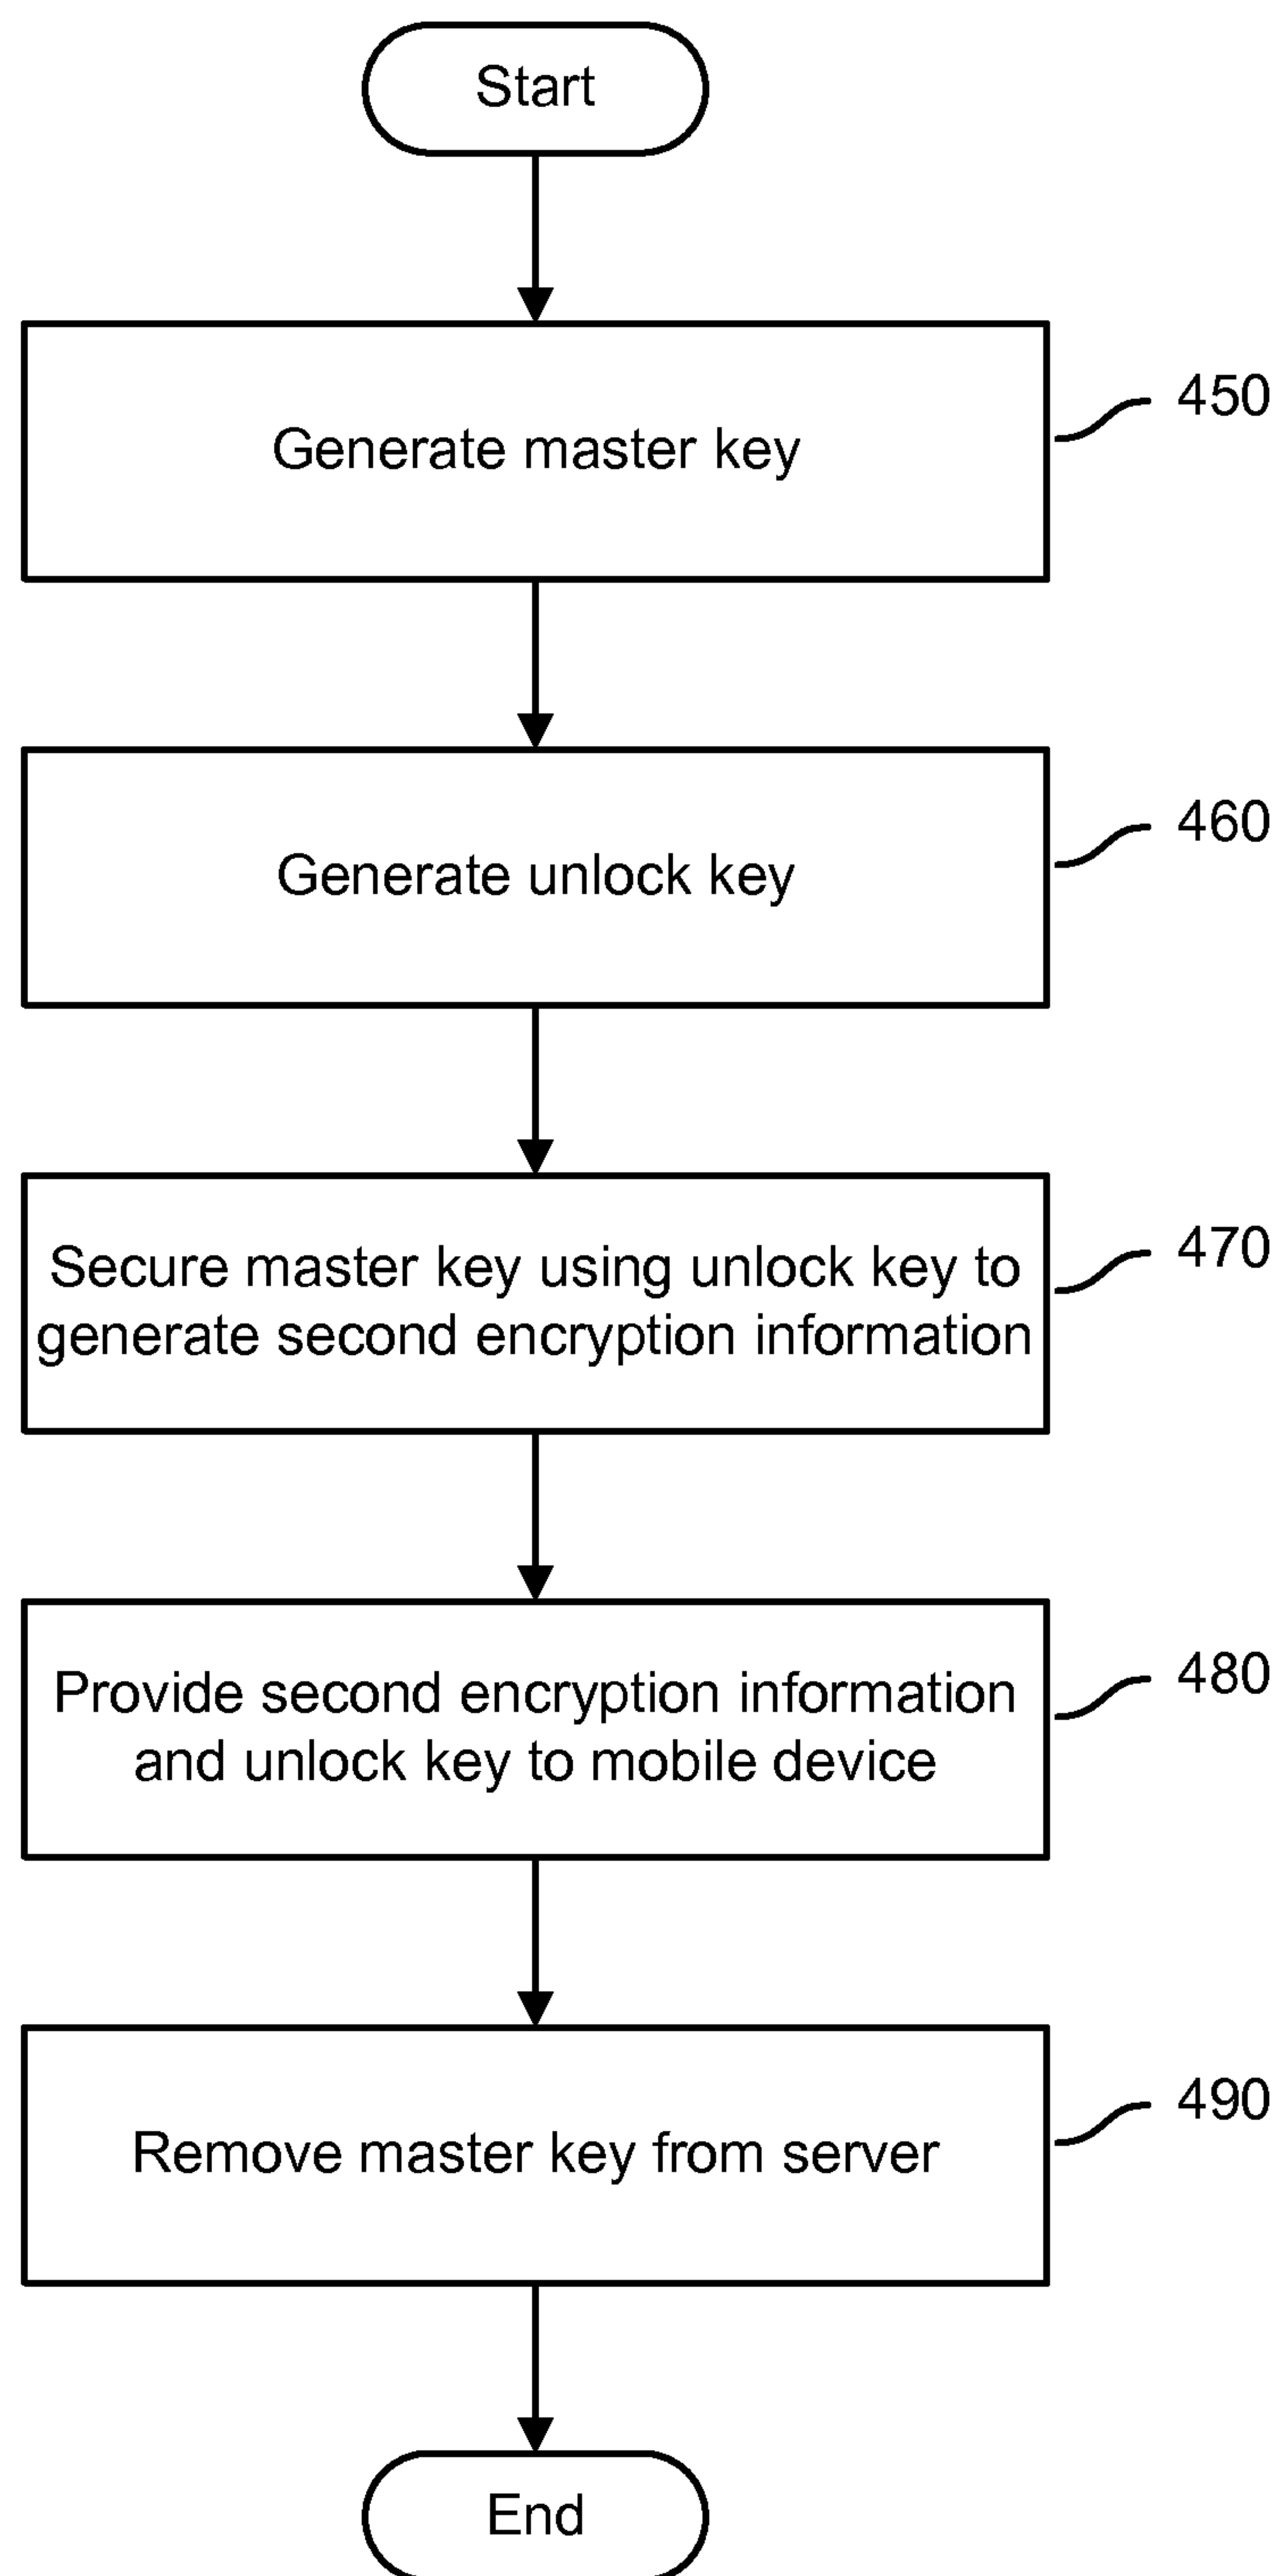 Start
Generate master key
450
Generate unlock key
460
Secure master key using unlock key to
generate second encryption information
470
Provide second encryption information
and unlock key to mobile device
480
Remove master key from server
490
End